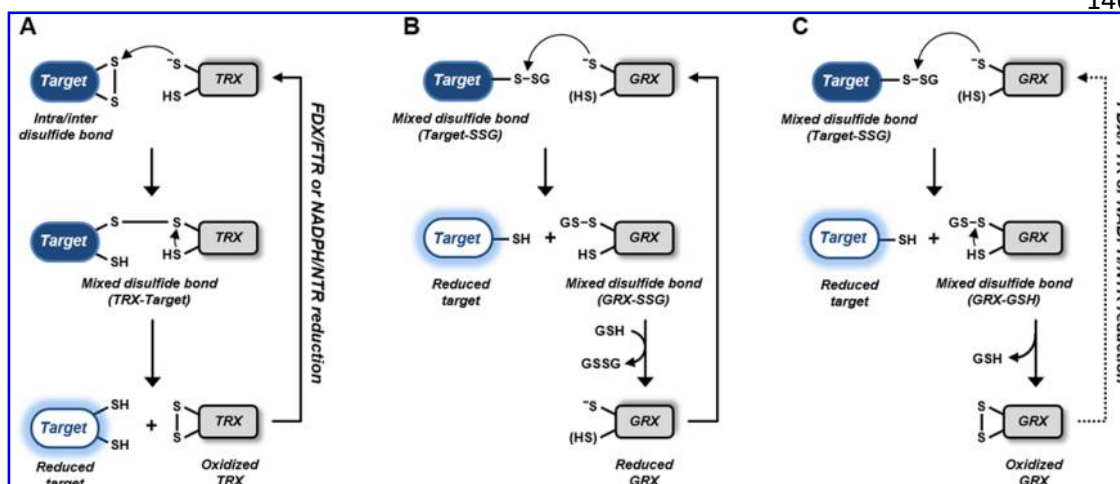 A
Target
S
S
⁻S
HS
TRX
Intra/inter
disulfide bond
S
S
Target
SH
HS
TRX
Mixed disulfide bond
(TRX-Target)
Target
SH
SH
+
S
S
TRX
Reduced
target
Oxidized
TRX
FDX/FTR or NADPH/NTR reduction
B
Target
S-SG
⁻S
(HS)
GRX
Mixed disulfide bond
(Target-SSG)
Target
SH
+
GS-S
HS
GRX
Reduced
target
Mixed disulfide bond
(GRX-SSG)
GSH
GSSG
⁻S
(HS)
GRX
Reduced
GRX
C
Target
S-SG
⁻S
(HS)
GRX
Mixed disulfide bond
(Target-SSG)
Target
SH
+
GS-S
HS
GRX
Reduced
target
Mixed disulfide bond
(GRX-GSH)
GSH
S
S
GRX
Oxidized
GRX